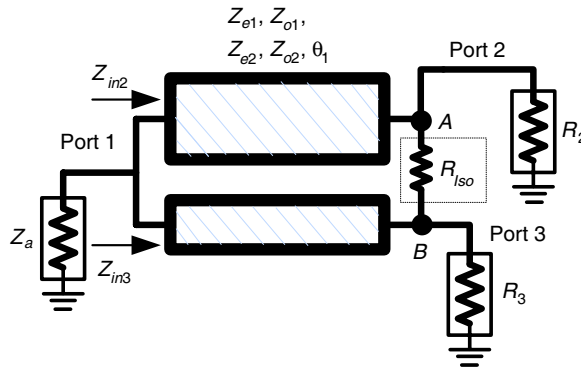 Z_e1, Z_o1,
Z_e2, Z_o2, θ_1
Port 2
Z_in2
A
Port 1
R_2
R_Iso
Z_a
Z_in3
B
Port 3
R_3